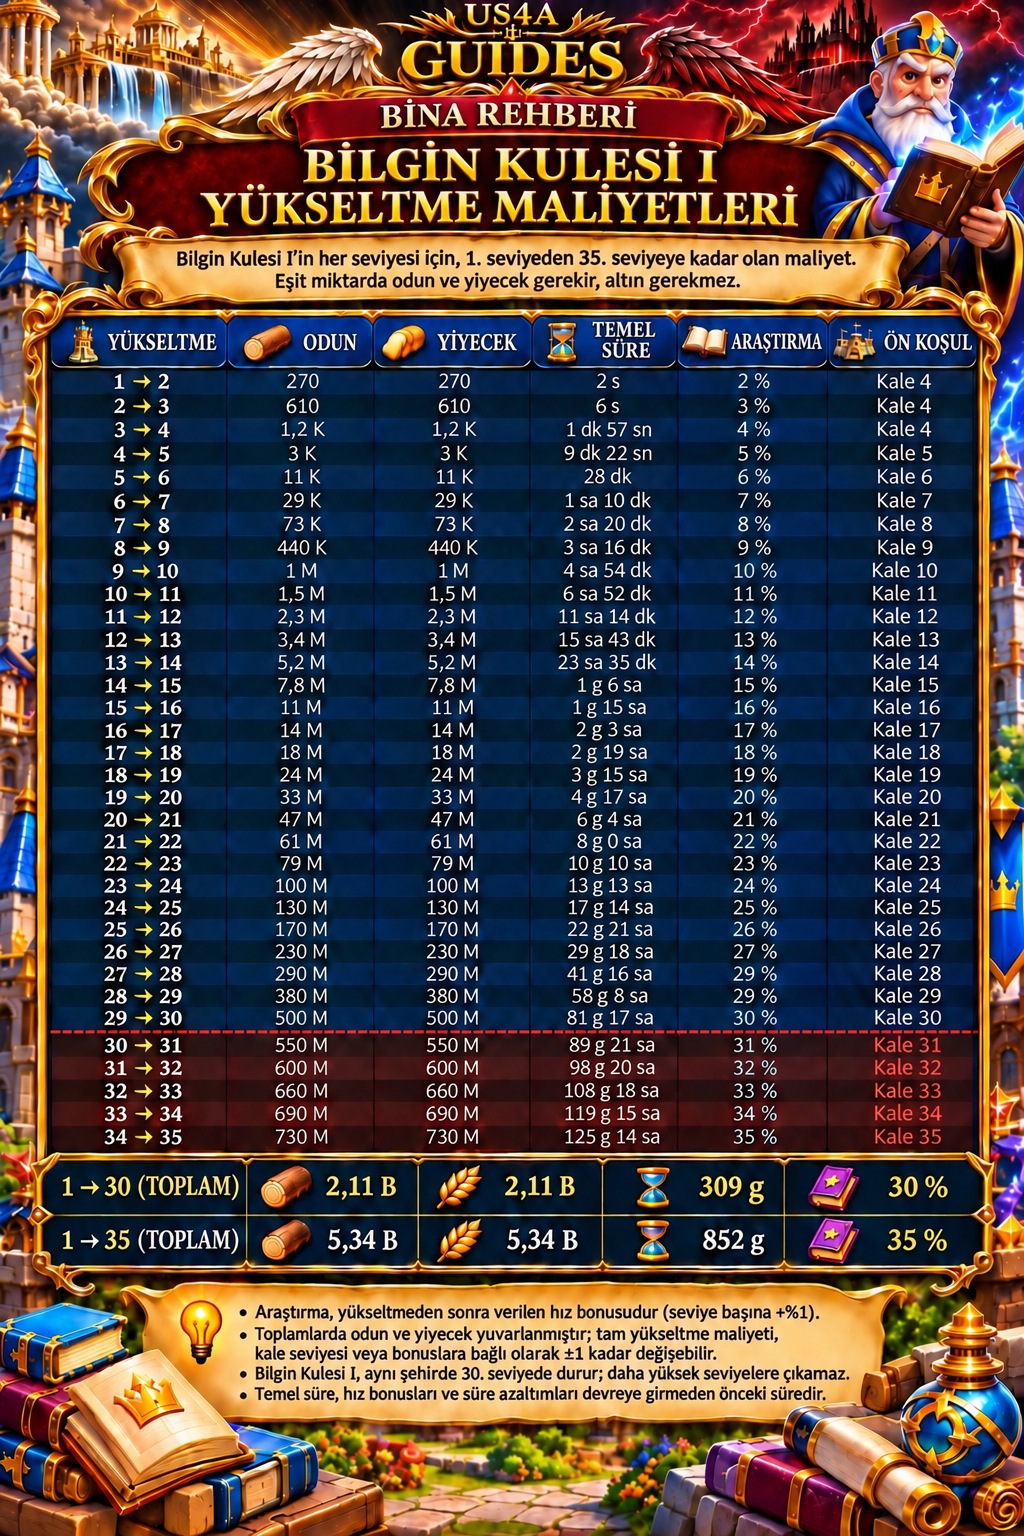 US4A
GUIDES
BİNA REHBERİ
BİLGİN KULESİ I
YÜKSELTME MALİYETLERİ
Bilgin Kulesi I'in her seviyesi için, 1. seviyeden 35. seviyeye kadar olan maliyet.
Eşit miktarda odun ve yiyecek gerekir, altın gerekmez.
YÜKSELTME ODUN YİYECEK TEMEL SÜRE ARAŞTIRMA ÖN KOŞUL
1 → 2 270 270 2 s 2 % Kale 4
2 → 3 610 610 6 s 3 % Kale 4
3 → 4 1,2 K 1,2 K 1 dk 57 sn 4 % Kale 4
4 → 5 3 K 3 K 9 dk 22 sn 5 % Kale 5
5 → 6 11 K 11 K 28 dk 6 % Kale 6
6 → 7 29 K 29 K 1 sa 10 dk 7 % Kale 7
7 → 8 73 K 73 K 2 sa 20 dk 8 % Kale 8
8 → 9 440 K 440 K 3 sa 16 dk 9 % Kale 9
9 → 10 1 M 1 M 4 sa 54 dk 10 % Kale 10
10 → 11 1,5 M 1,5 M 6 sa 52 dk 11 % Kale 11
11 → 12 2,3 M 2,3 M 11 sa 14 dk 12 % Kale 12
12 → 13 3,4 M 3,4 M 15 sa 43 dk 13 % Kale 13
13 → 14 5,2 M 5,2 M 23 sa 35 dk 14 % Kale 14
14 → 15 7,8 M 7,8 M 1 g 6 sa 15 % Kale 15
15 → 16 11 M 11 M 1 g 15 sa 16 % Kale 16
16 → 17 14 M 14 M 2 g 3 sa 17 % Kale 17
17 → 18 18 M 18 M 2 g 19 sa 18 % Kale 18
18 → 19 24 M 24 M 3 g 15 sa 19 % Kale 19
19 → 20 33 M 33 M 4 g 17 sa 20 % Kale 20
20 → 21 47 M 47 M 6 g 4 sa 21 % Kale 21
21 → 22 61 M 61 M 8 g 0 sa 22 % Kale 22
22 → 23 79 M 79 M 10 g 10 sa 23 % Kale 23
23 → 24 100 M 100 M 13 g 13 sa 24 % Kale 24
24 → 25 130 M 130 M 17 g 14 sa 25 % Kale 25
25 → 26 170 M 170 M 22 g 21 sa 26 % Kale 26
26 → 27 230 M 230 M 29 g 18 sa 27 % Kale 27
27 → 28 290 M 290 M 41 g 16 sa 29 % Kale 28
28 → 29 380 M 380 M 58 g 8 sa 29 % Kale 29
29 → 30 500 M 500 M 81 g 17 sa 30 % Kale 30
30 → 31 550 M 550 M 89 g 21 sa 31 % Kale 31
31 → 32 600 M 600 M 98 g 20 sa 32 % Kale 32
32 → 33 660 M 660 M 108 g 18 sa 33 % Kale 33
33 → 34 690 M 690 M 119 g 15 sa 34 % Kale 34
34 → 35 730 M 730 M 125 g 14 sa 35 % Kale 35
1 → 30 (TOPLAM) 2,11 B 2,11 B 309 g 30 %
1 → 35 (TOPLAM) 5,34 B 5,34 B 852 g 35 %
• Araştırma, yükseltmeden sonra verilen hız bonusudur (seviye başına +%1).
• Toplamlarda odun ve yiyecek yuvarlanmıştır; tam yükseltme maliyeti,
kale seviyesi veya bonuslara bağlı olarak ±1 kadar değişebilir.
• Bilgin Kulesi I, aynı şehirde 30. seviyede durur; daha yüksek seviyelere çıkamaz.
• Temel süre, hız bonusları ve süre azaltımları devreye girmeden önceki süredir.